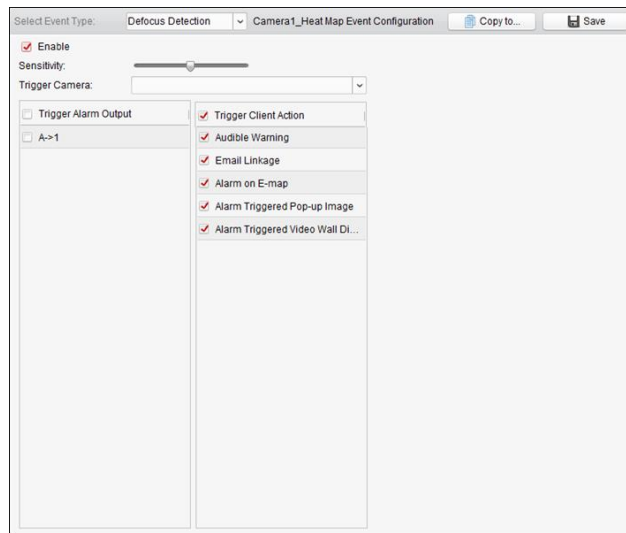 Select Event Type: Defocus Detection Camera1_Heat Map Event Configuration Copy to... Save
Enable
Sensitivity:
Trigger Camera:
Trigger Alarm Output Trigger Client Action
A->1 Audible Warning
Email Linkage
Alarm on E-map
Alarm Triggered Pop-up Image
Alarm Triggered Video Wall Di...